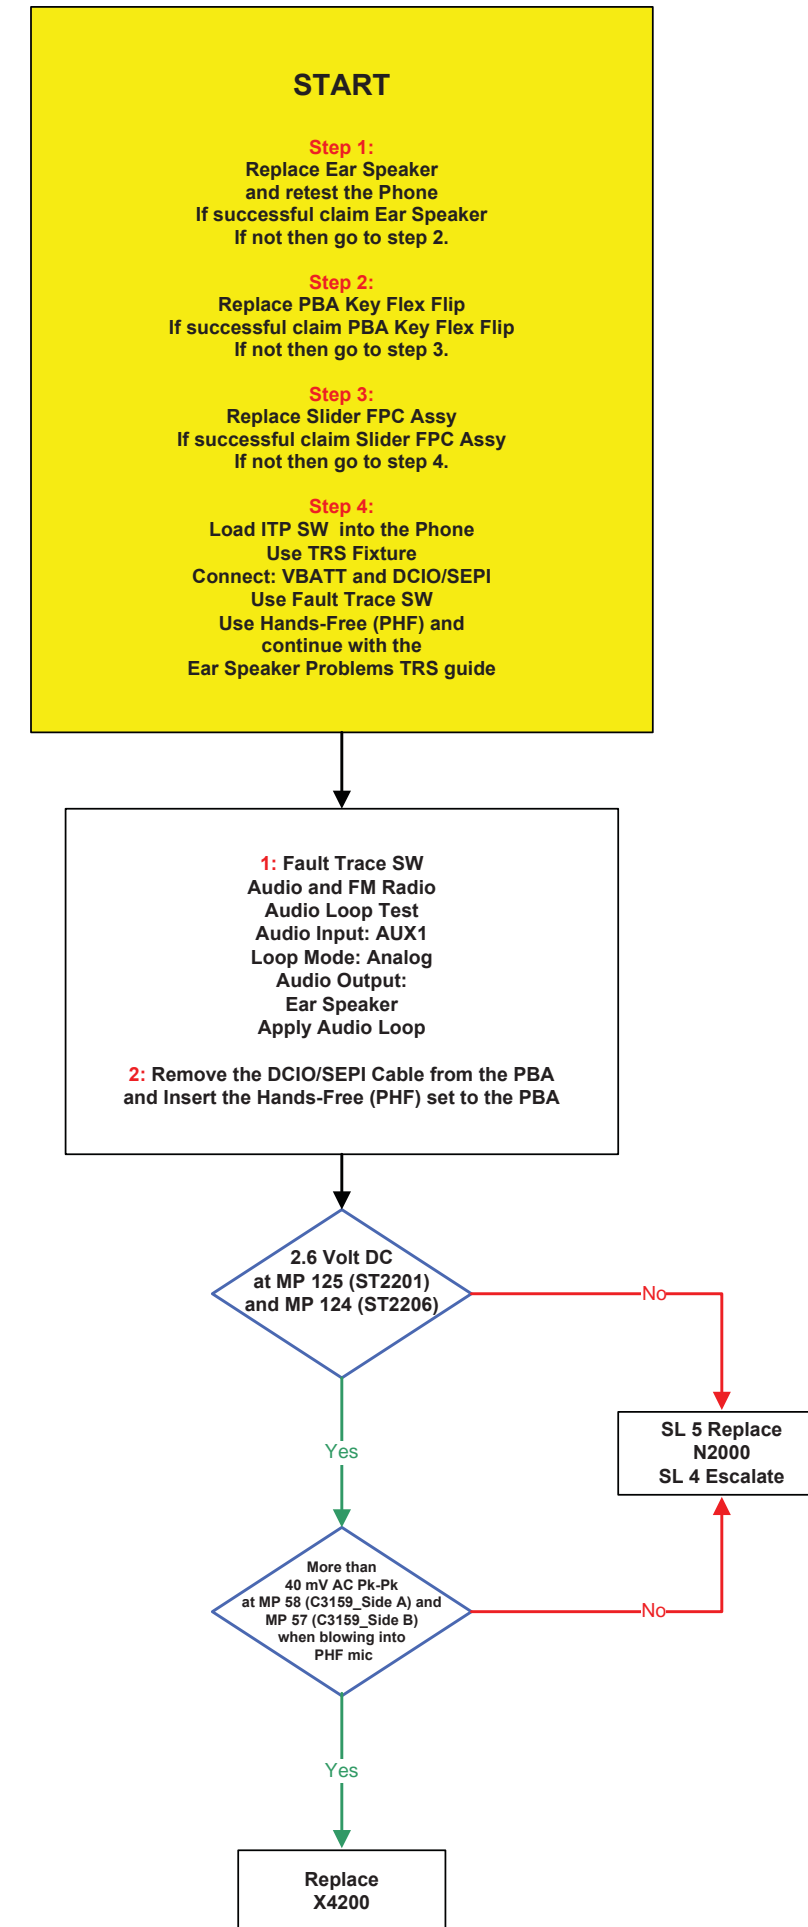 START
Step 1:
Replace Ear Speaker
and retest the Phone
If successful claim Ear Speaker
If not then go to step 2.
Step 2:
Replace PBA Key Flex Flip
If successful claim PBA Key Flex Flip
If not then go to step 3.
Step 3:
Replace Slider FPC Assy
If successful claim Slider FPC Assy
If not then go to step 4.
Step 4:
Load ITP SW into the Phone
Use TRS Fixture
Connect: VBATT and DCIO/SEPI
Use Fault Trace SW
Use Hands-Free (PHF) and
continue with the
Ear Speaker Problems TRS guide
1: Fault Trace SW
Audio and FM Radio
Audio Loop Test
Audio Input: AUX1
Loop Mode: Analog
Audio Output:
Ear Speaker
Apply Audio Loop
2: Remove the DCIO/SEPI Cable from the PBA
and Insert the Hands-Free (PHF) set to the PBA
2.6 Volt DC
at MP 125 (ST2201)
and MP 124 (ST2206)
No
SL 5 Replace
N2000
SL 4 Escalate
Yes
More than
40 mV AC Pk-Pk
at MP 58 (C3159_Side A) and
MP 57 (C3159_Side B)
when blowing into
PHF mic
No
Yes
Replace
X4200